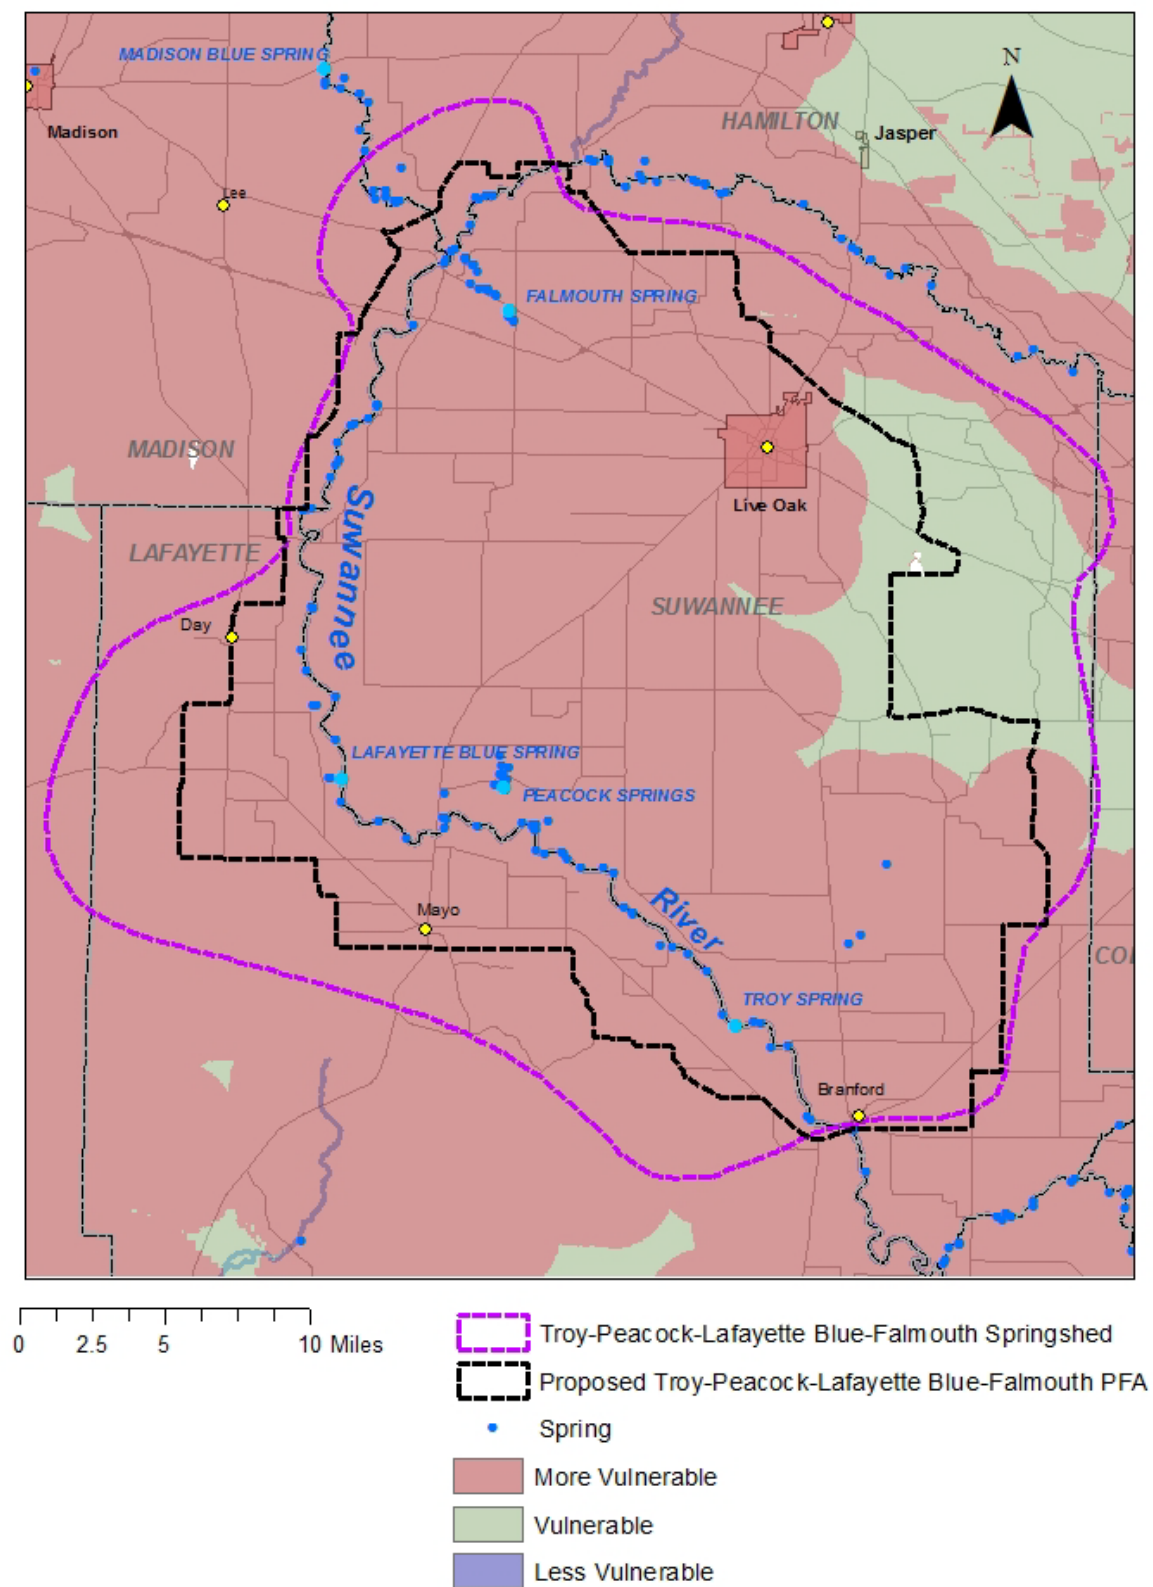 MADISON BLUE SPRING
N
Madison
HAMILTON
Jasper
Lee
FALMOUTH SPRING
MADISON
Live Oak
Suwannee
LAFAYETTE
SUWANNEE
Day
LAFAYETTE BLUE SPRING
PEACOCK SPRINGS
Mayo
River
COL
TROY SPRING
Branford
0 2.5 5 10 Miles
Troy-Peacock-Lafayette Blue-Falmouth Springshed
Proposed Troy-Peacock-Lafayette Blue-Falmouth PFA
Spring
More Vulnerable
Vulnerable
Less Vulnerable